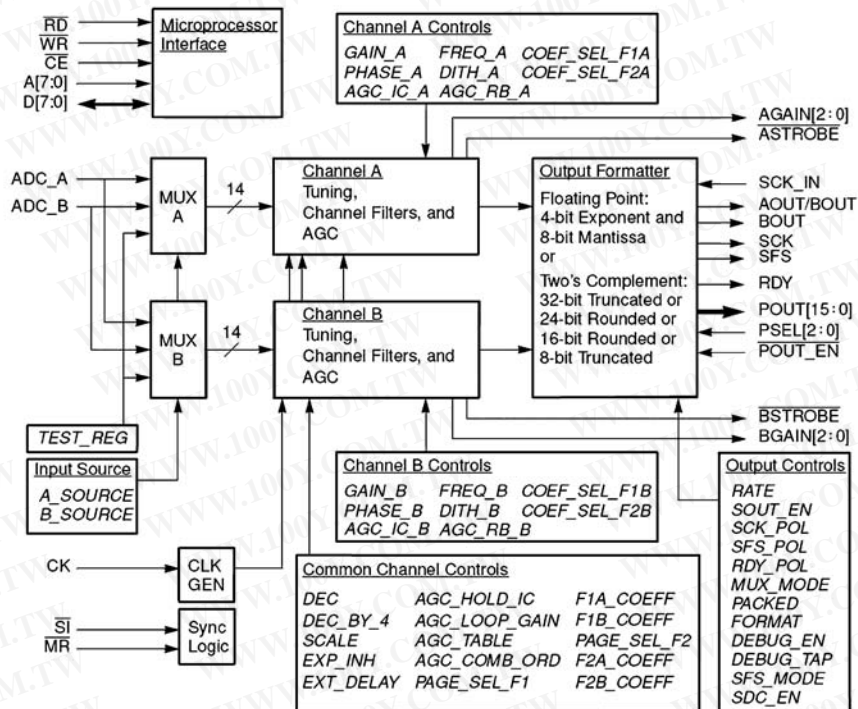 RD
WR
CE
A[7:0]
D[7:0]
Microprocessor
Interface
Channel A Controls
GAIN_A FREQ_A COEF_SEL_F1A
PHASE_A DITH_A COEF_SEL_F2A
AGC_IC_A AGC_RB_A
AGAIN[2:0]
ASTROBE
ADC_A
ADC_B
MUX
A
14
Channel A
Tuning,
Channel Filters, and
AGC
Output Formatter
Floating Point:
4-bit Exponent and
8-bit Mantissa
or
Two's Complement:
32-bit Truncated or
24-bit Rounded or
16-bit Rounded or
8-bit Truncated
SCK_IN
AOUT/BOUT
BOUT
SCK
SFS
RDY
POUT[15:0]
PSEL[2:0]
POUT_EN
MUX
B
14
Channel B
Tuning,
Channel Filters, and
AGC
BSTROBE
BGAIN[2:0]
TEST_REG
Input Source
A_SOURCE
B_SOURCE
Channel B Controls
GAIN_B FREQ_B COEF_SEL_F1B
PHASE_B DITH_B COEF_SEL_F2B
AGC_IC_B AGC_RB_B
Output Controls
RATE
SOUT_EN
SCK_POL
SFS_POL
RDY_POL
MUX_MODE
PACKED
FORMAT
DEBUG_EN
DEBUG_TAP
SFS_MODE
SDC_EN
CK
CLK
GEN
SI
MR
Sync
Logic
Common Channel Controls
DEC AGC_HOLD_IC F1A_COEFF
DEC_BY_4 AGC_LOOP_GAIN F1B_COEFF
SCALE AGC_TABLE PAGE_SEL_F2
EXP_INH AGC_COMB_ORD F2A_COEFF
EXT_DELAY PAGE_SEL_F1 F2B_COEFF
WWW.100Y.COM.TW